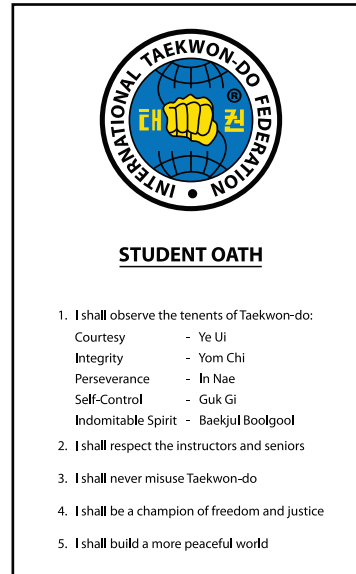 INTERNATIONAL TAEKWON-DO FEDERATION
®
태 권
STUDENT OATH
1. I shall observe the tenents of Taekwon-do:
Courtesy - Ye Ui
Integrity - Yom Chi
Perseverance - In Nae
Self-Control - Guk Gi
Indomitable Spirit - Baekjul Boolgool
2. I shall respect the instructors and seniors
3. I shall never misuse Taekwon-do
4. I shall be a champion of freedom and justice
5. I shall build a more peaceful world